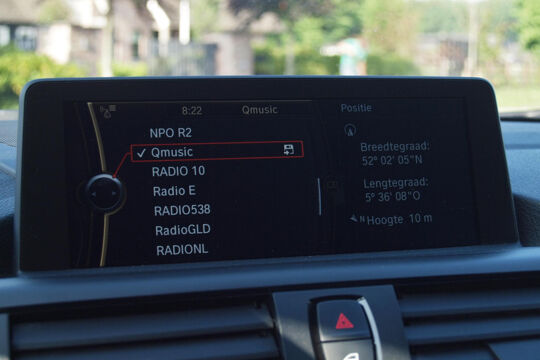 8:22 Qmusic
NPO R2
Qmusic
RADIO 10
Radio E
RADIO538
RadioGLD
RADIONL
Positie
Breedtegraad:
52° 02' 05"N
Lengtegraad:
5° 36' 08"O
N Hoogte 10 m